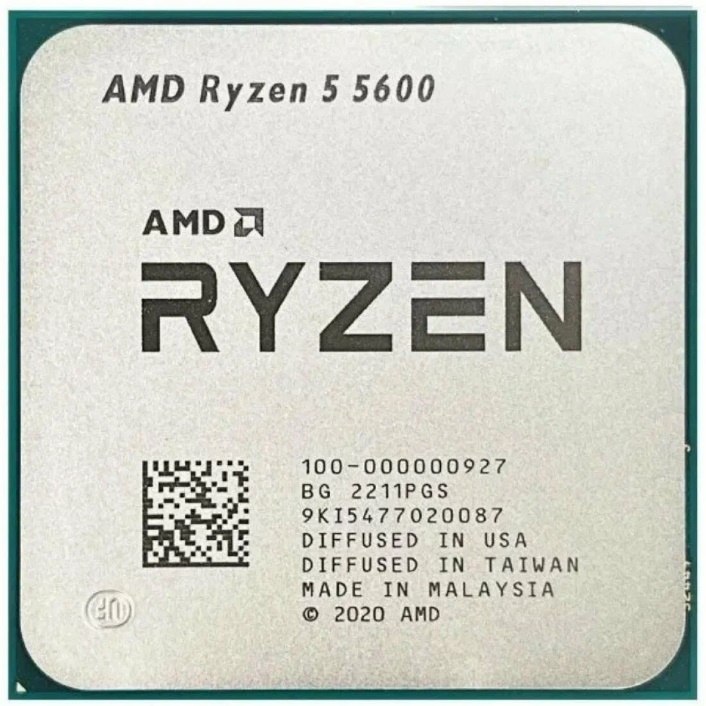 AMD Ryzen 5 5600
AMD
RYZEN
100-000000927
BG 2211PGS
9KI5477020087
DIFFUSED IN USA
DIFFUSED IN TAIWAN
MADE IN MALAYSIA
© 2020 AMD